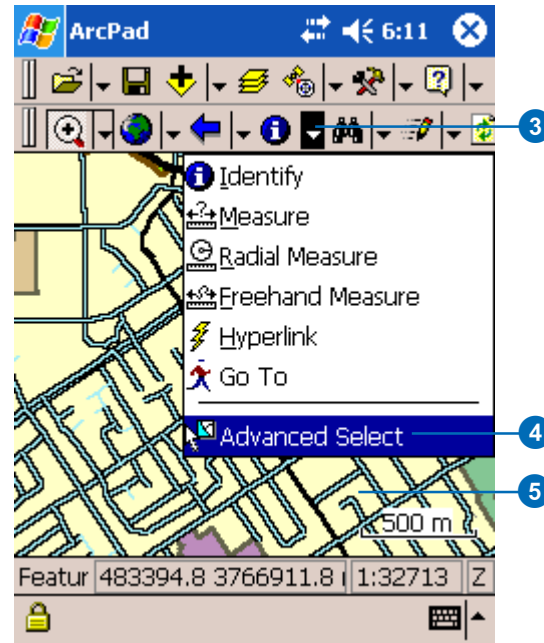 ArcPad 6:11
3
Identify
Measure
Radial Measure
Freehand Measure
Hyperlink
Go To
Advanced Select
4
5
500 m
Featur 483394.8 3766911.8 1:32713 Z